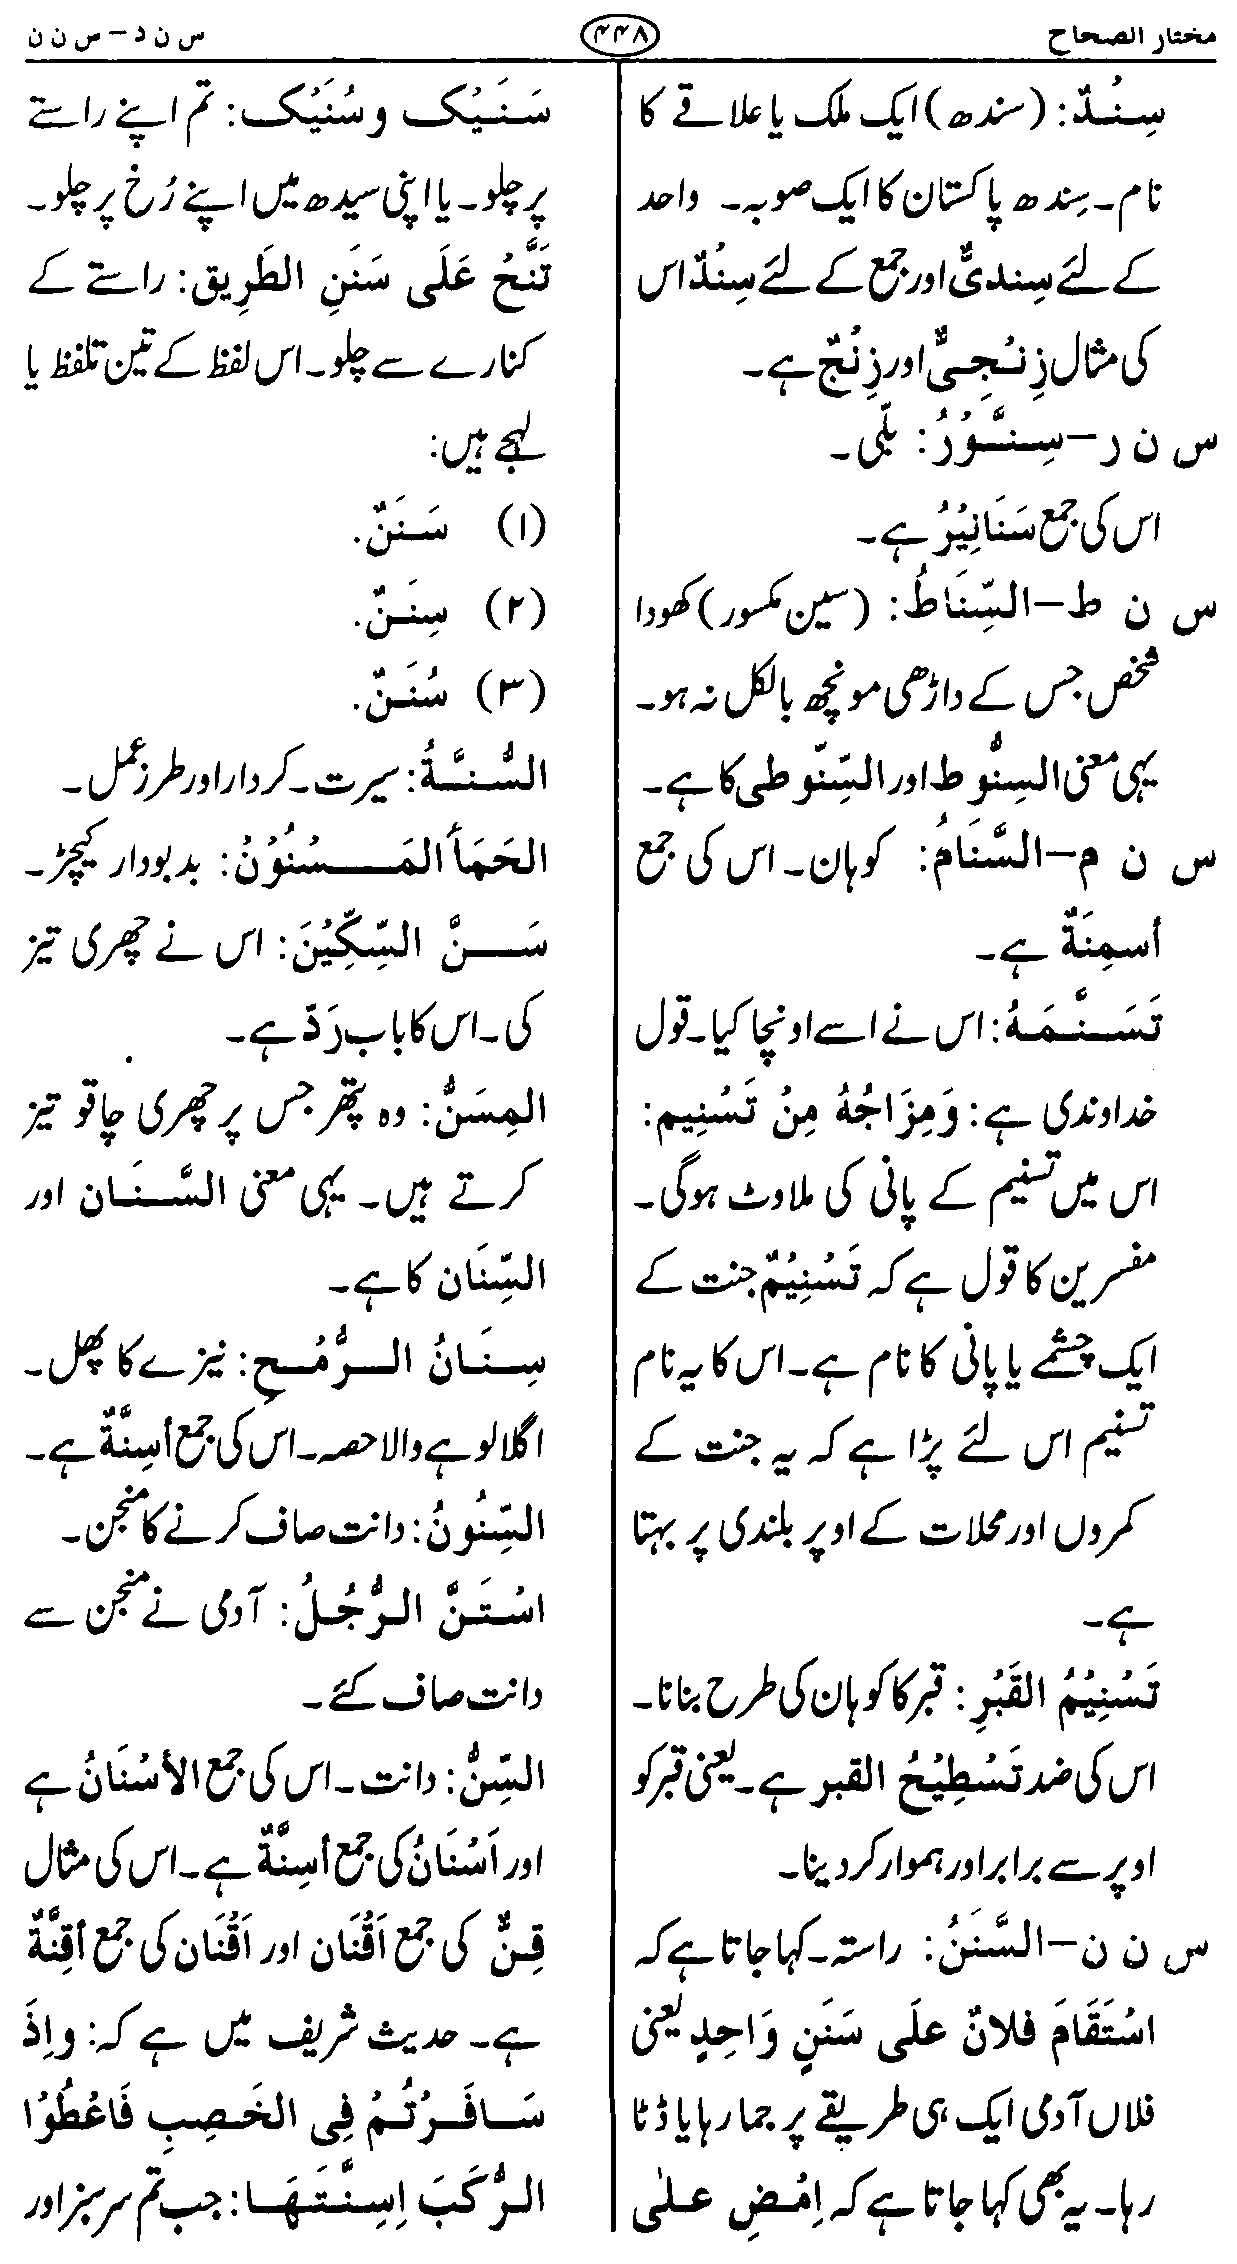 مختار الصحاح
۴۴۸
س ن د – س ن ن
سِنْدٌ: (سندھ) ایک ملک یا علاقے کا
نام۔ سِندھ پاکستان کا ایک صوبہ۔ واحد
کے لئے سِندیٌّ اور جمع کے لئے سِنْدٌ اس
کی مثال زِنْجِیٌّ اور زِنْجٌ ہے۔
س ن ر – سِنَّوْرُ: بلّی۔
اس کی جمع سَنَانِیْرُ ہے۔
س ن ط – السِّنَاطُ: (سین مکسور) کھودا
شخص جس کے داڑھی مونچھ بالکل نہ ہو۔
یہی معنی السِنُّوط اور السِّنّوطی کا ہے۔
س ن م – السَّنَامُ: کوہان۔ اس کی جمع
أسمِنَةٌ ہے۔
تَسَنَّمَهُ: اس نے اسے اونچا کیا۔ قول
خداوندی ہے: وَمِزَاجُهُ مِنْ تَسْنِیم:
اس میں تسنیم کے پانی کی ملاوٹ ہوگی۔
مفسرین کا قول ہے کہ تَسْنِیْمٌ جنت کے
ایک چشمے یا پانی کا نام ہے۔ اس کا یہ نام
تسنیم اس لئے پڑا ہے کہ یہ جنت کے
کمروں اور محلات کے اوپر بلندی پر بہتا
ہے۔
تَسْنِیْمُ القَبْرِ: قبر کا کوہان کی طرح بنانا۔
اس کی ضد تَسْطِیْحُ القبر ہے۔ یعنی قبر کو
اوپر سے برابر اور ہموار کر دینا۔
س ن ن – السَّنَنُ: راستہ۔ کہا جاتا ہے کہ
اسْتَقَامَ فلانٌ علَی سَنَنٍ وَاحِدٍ یعنی
فلاں آدمی ایک ہی طریقے پر جما رہا یا ڈٹا
رہا۔ یہ بھی کہا جاتا ہے کہ اِمْضِ علیٰ
سَنَنِیْک و سُنَنِیْک: تم اپنے راستے
پر چلو۔ یا اپنی سیدھ میں اپنے رُخ پر چلو۔
تَنَّحُ عَلَی سَنَنِ الطَرِیق: راستے کے
کنارے سے چلو۔ اس لفظ کے تین تلفظ یا
لہجے ہیں:
(۱) سَنَنٌ.
(۲) سِنَنٌ.
(۳) سُنَنٌ.
السُّنَّةُ: سیرت۔ کردار اور طرز عمل۔
الحَمَأ المَسْنُوْنُ: بدبودار کیچڑ۔
سَنَّ السِّکِّیْنَ: اس نے چھری تیز
کی۔ اس کا باب رَدّ ہے۔
المِسَنُّ: وہ پتھر جس پر چھری چاقو تیز
کرتے ہیں۔ یہی معنی السَّنَان اور
السِّنَان کا ہے۔
سِنَانُ الرُّمْحِ: نیزے کا پھل۔
اگلا لوہے والا حصہ۔ اس کی جمع أسِنَّةٌ ہے۔
السِّنُونُ: دانت صاف کرنے کا منجن۔
اسْتَنَّ الرَّجُلُ: آدمی نے منجن سے
دانت صاف کئے۔
السِّنُّ: دانت۔ اس کی جمع الأسْنَانُ ہے
اور اَسْنَانُ کی جمع أسِنَّةٌ ہے۔ اس کی مثال
قِنٌّ کی جمع اَقْنَان اور اَقْنَان کی جمع أقِنَّةٌ
ہے۔ حدیث شریف میں ہے کہ: وإذَ
سَافَرْتُمْ فِی الخَصِبِ فَاعْطُوْا
الرُّکَبَ اِسِنَّتَهَا: جب تم سرسبز اور